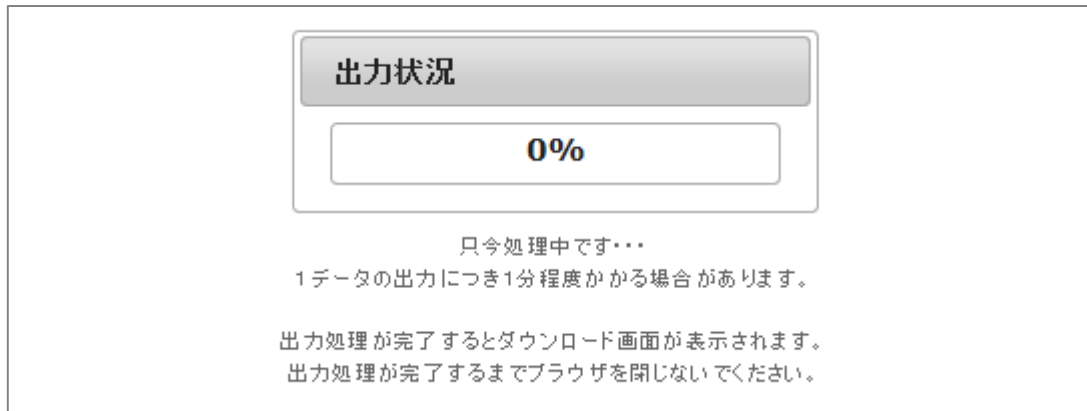 出力状況
0%
只今処理中です・・・
1データの出力につき1分程度かかる場合があります。
出力処理が完了するとダウンロード画面が表示されます。
出力処理が完了するまでブラウザを閉じないでください。